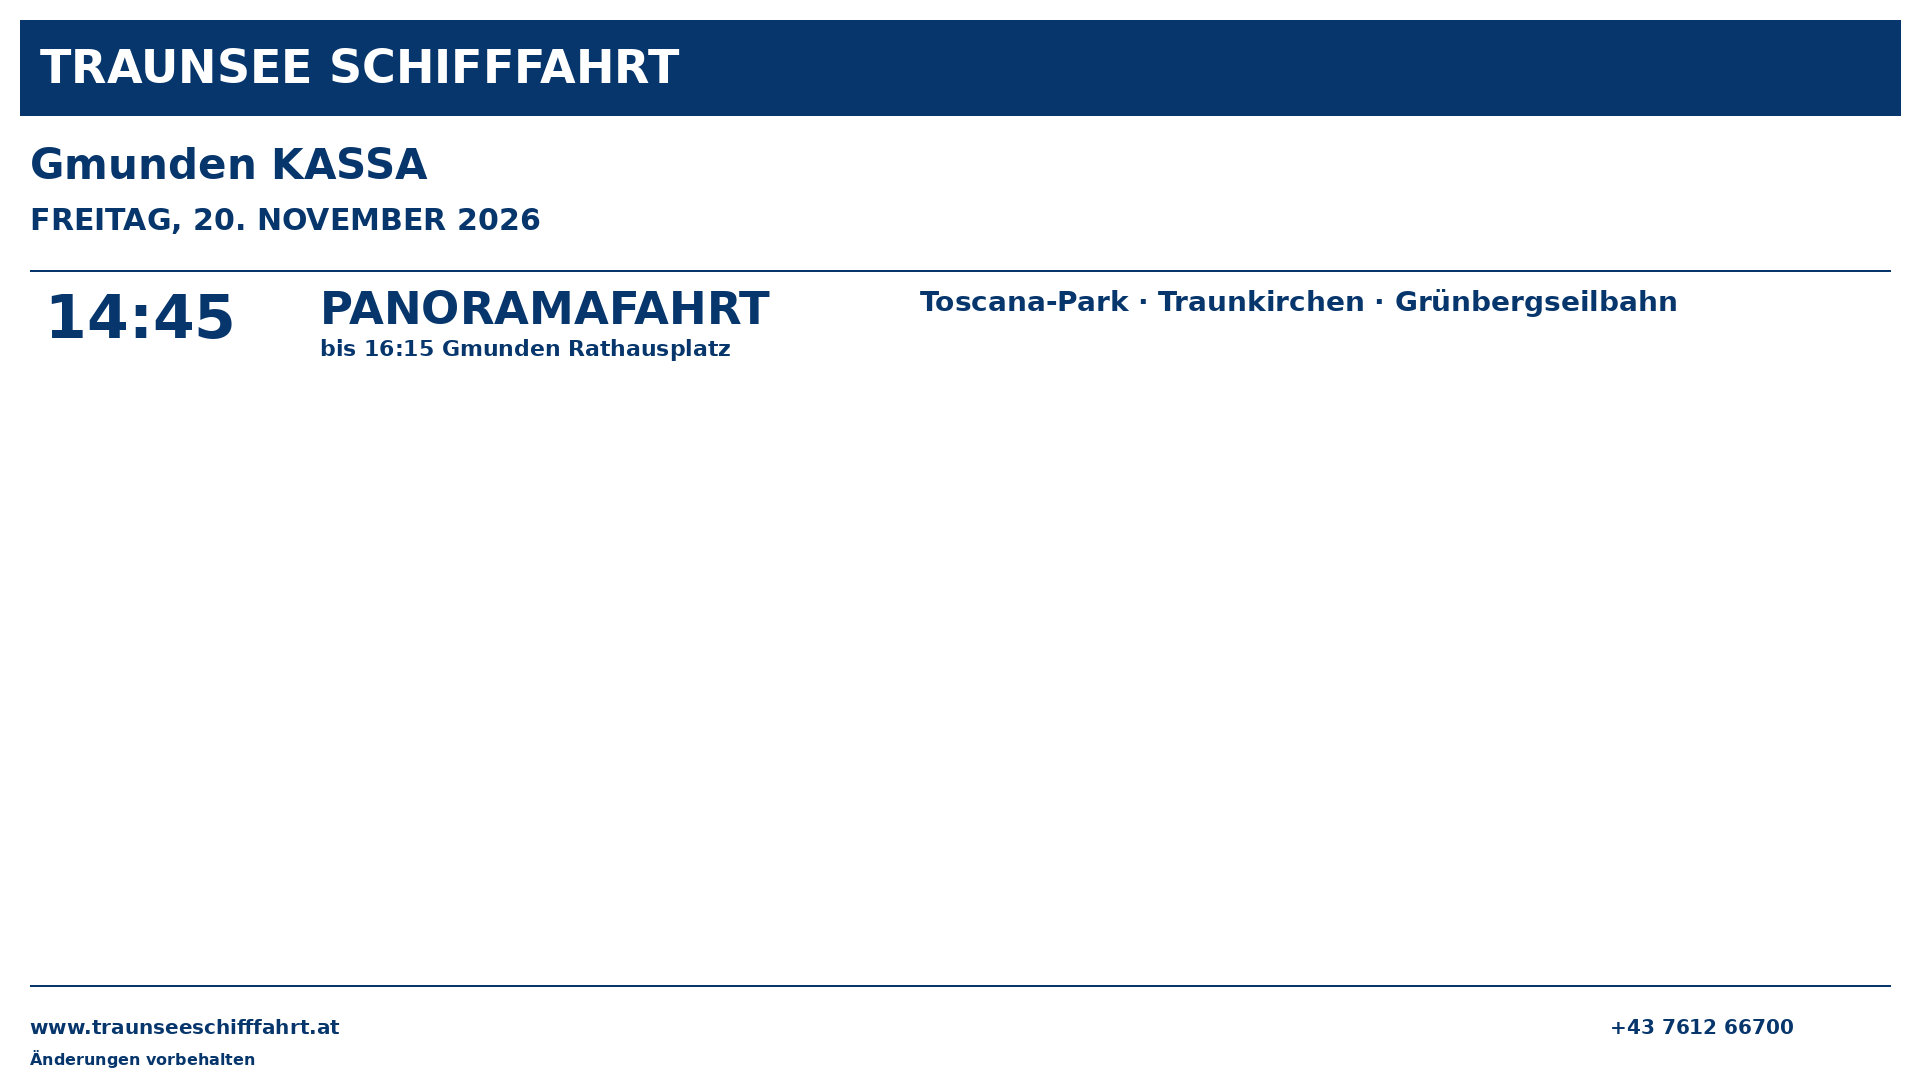 TRAUNSEE SCHIFFFAHRT
Gmunden KASSA
FREITAG, 20. NOVEMBER 2026
14:45 PANORAMAFAHRT Toscana-Park · Traunkirchen · Grünbergseilbahn
bis 16:15 Gmunden Rathausplatz
www.traunseeschifffahrt.at +43 7612 66700
Änderungen vorbehalten